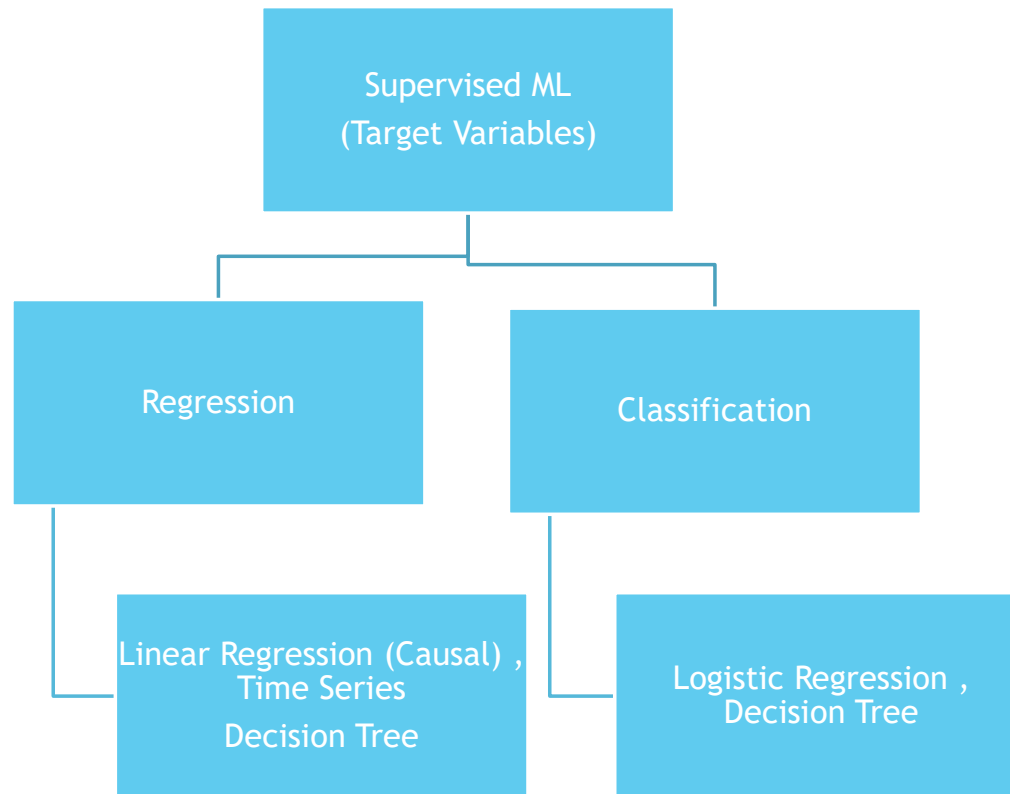 Supervised ML
(Target Variables)
Regression
Classification
Linear Regression (Causal) ,
Time Series
Decision Tree
Logistic Regression ,
Decision Tree